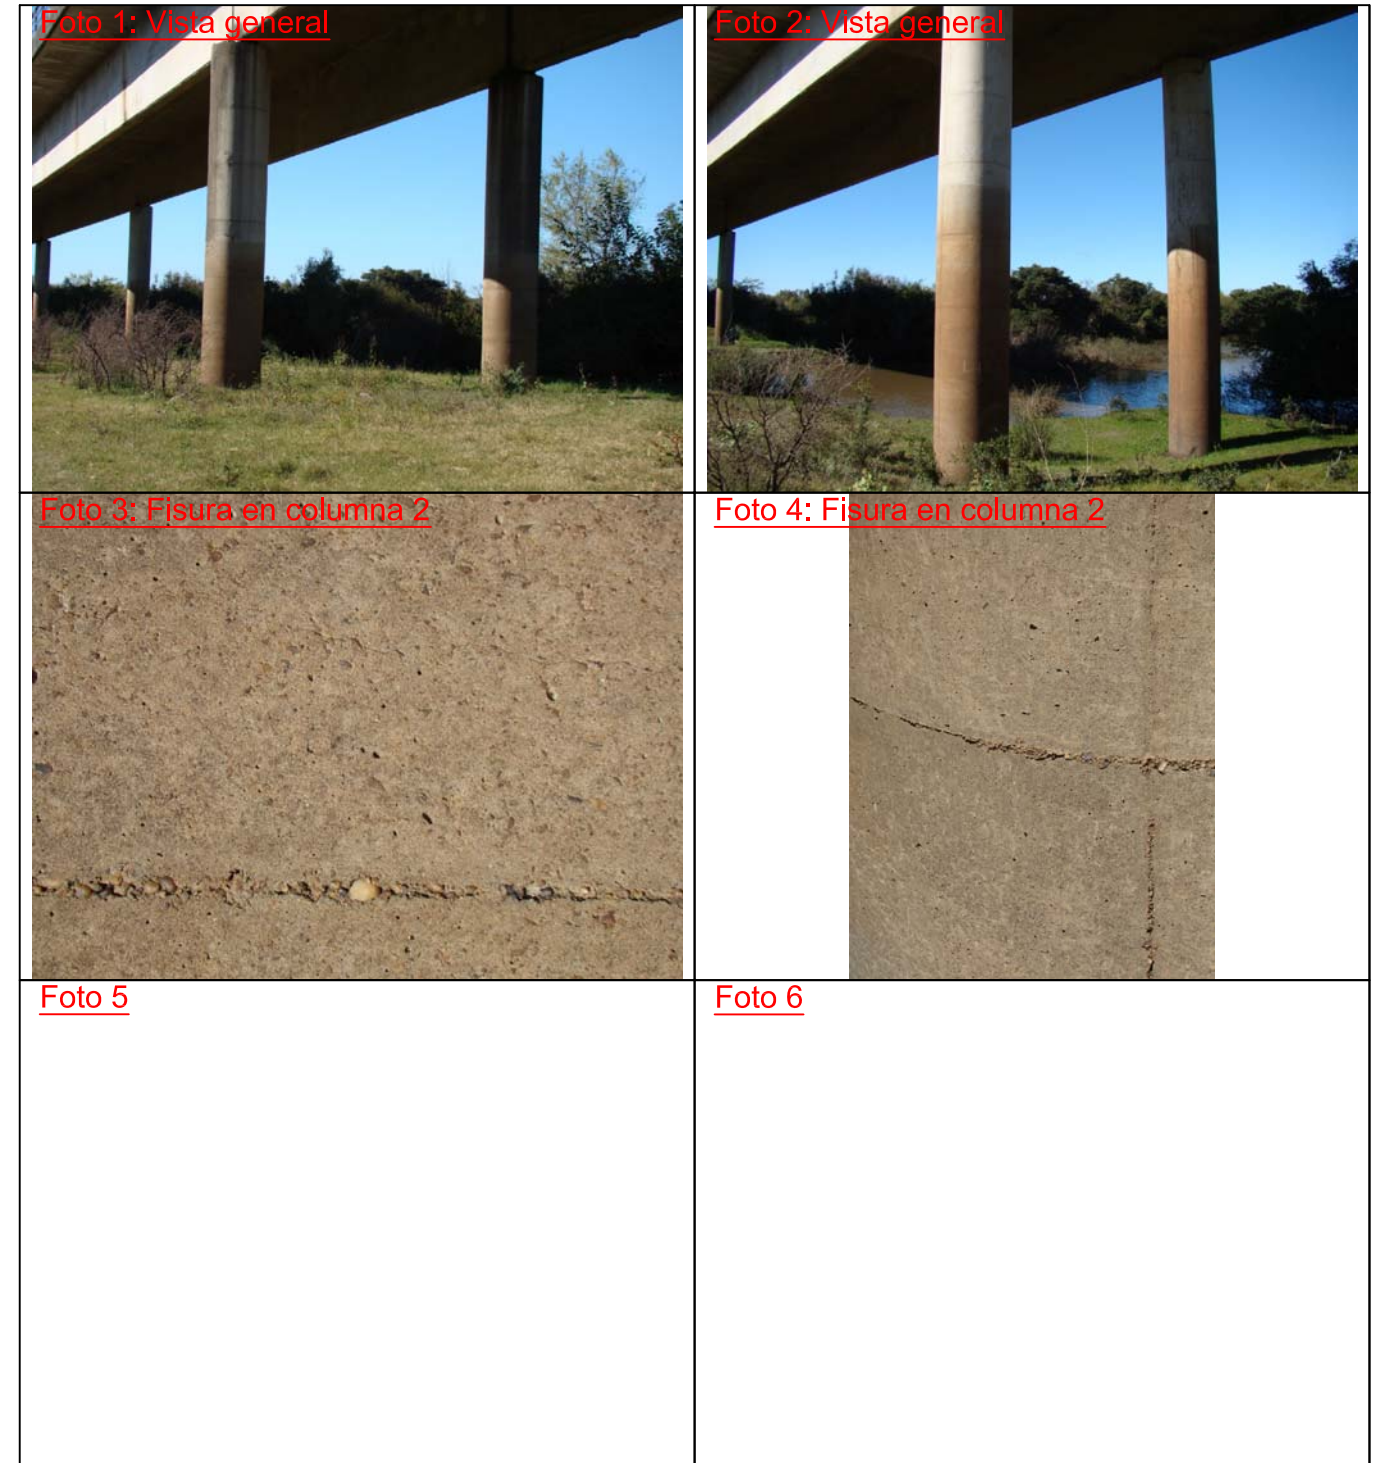 Foto 1: Vista general
Foto 2: Vista general
Foto 3: Fisura en columna 2
Foto 4: Fisura en columna 2
Foto 5
Foto 6